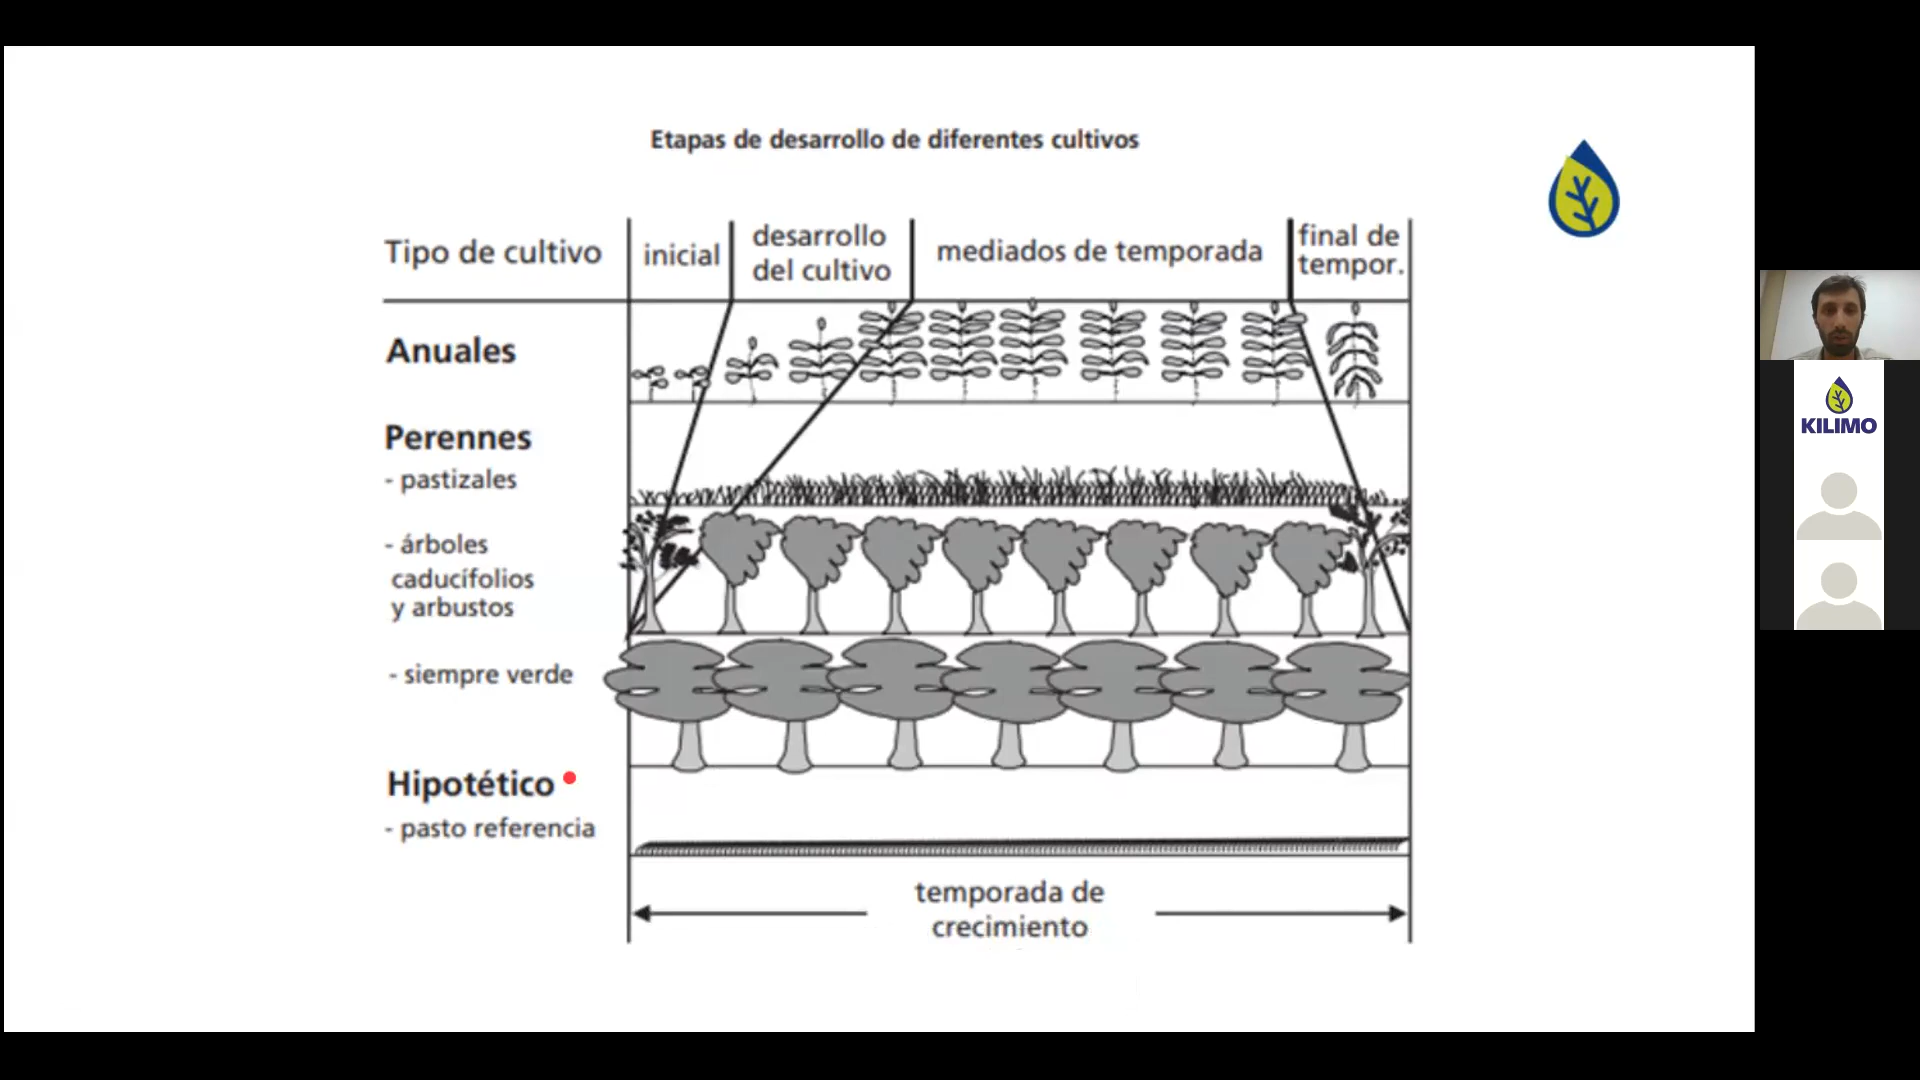 Etapas de desarrollo de diferentes cultivos
Tipo de cultivo
inicial
desarrollo
del cultivo
mediados de temporada
final de
tempor.
Anuales
Perennes
- pastizales
- árboles
caducífolios
y arbustos
- siempre verde
Hipotético
- pasto referencia
temporada de
crecimiento
KILIMO